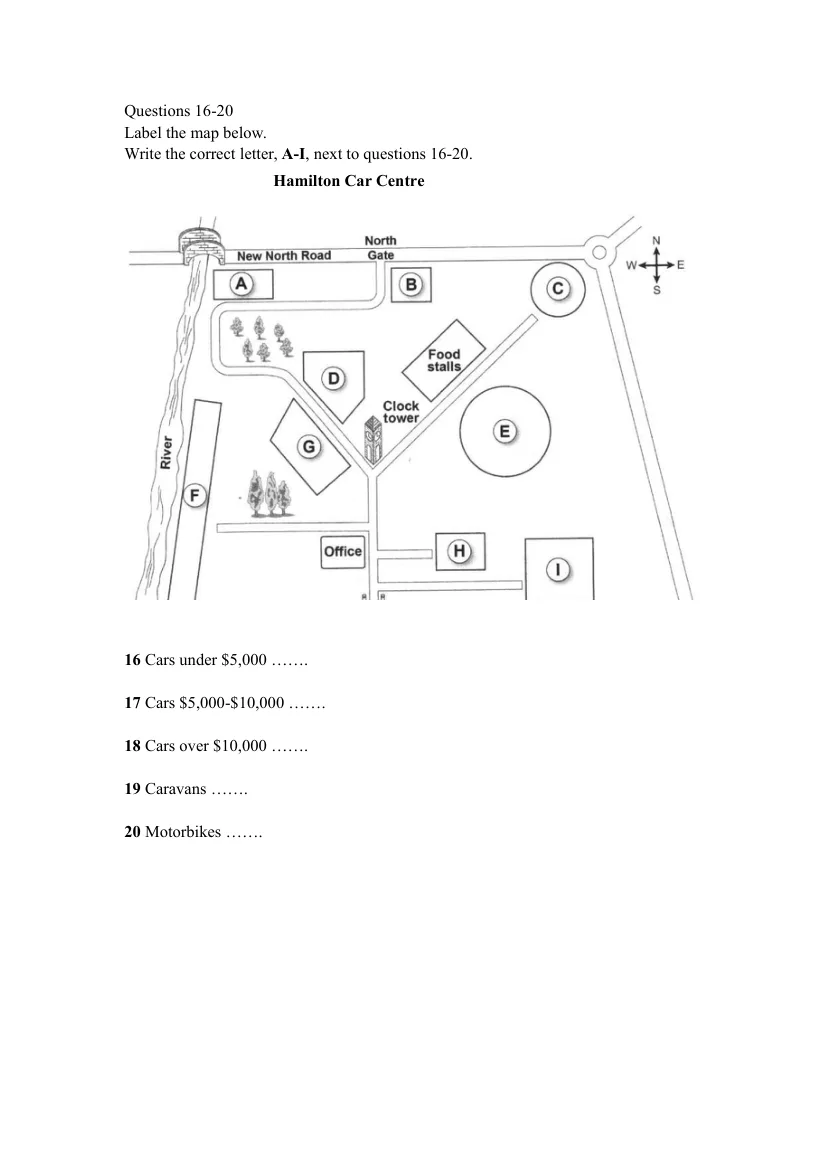 Questions 16-20
Label the map below.
Write the correct letter, A-I, next to questions 16-20.
Hamilton Car Centre
North
Gate
New North Road
N
W E
S
A
B
C
Food
stalls
D
Clock
tower
E
G
River
F
Office
H
I
16 Cars under $5,000 …….
17 Cars $5,000-$10,000 …….
18 Cars over $10,000 …….
19 Caravans …….
20 Motorbikes …….